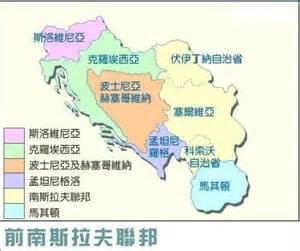 斯洛維尼亞
克羅埃西亞
伏伊丁納自治省
波士尼亞
赫塞哥維納
塞爾維亞
孟坦尼
羅格
科索沃
自治省
馬其頓
斯洛維尼亞
克羅埃西亞
波士尼亞及赫塞哥維納
孟坦尼格洛
南斯拉夫聯邦
馬其頓
前南斯拉夫聯邦